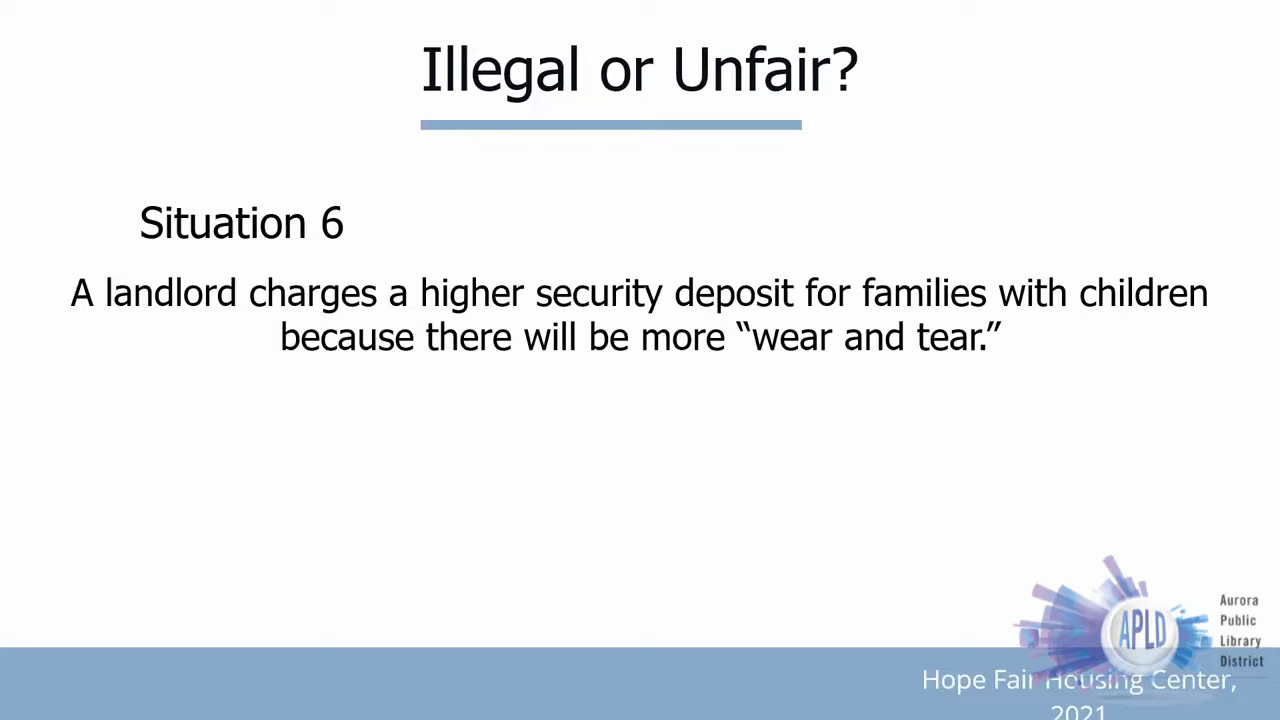 Illegal or Unfair?
Situation 6
A landlord charges a higher security deposit for families with children
because there will be more “wear and tear.”
APLD
Aurora
Public
Library
District
Hope Fair Housing Center,
2021